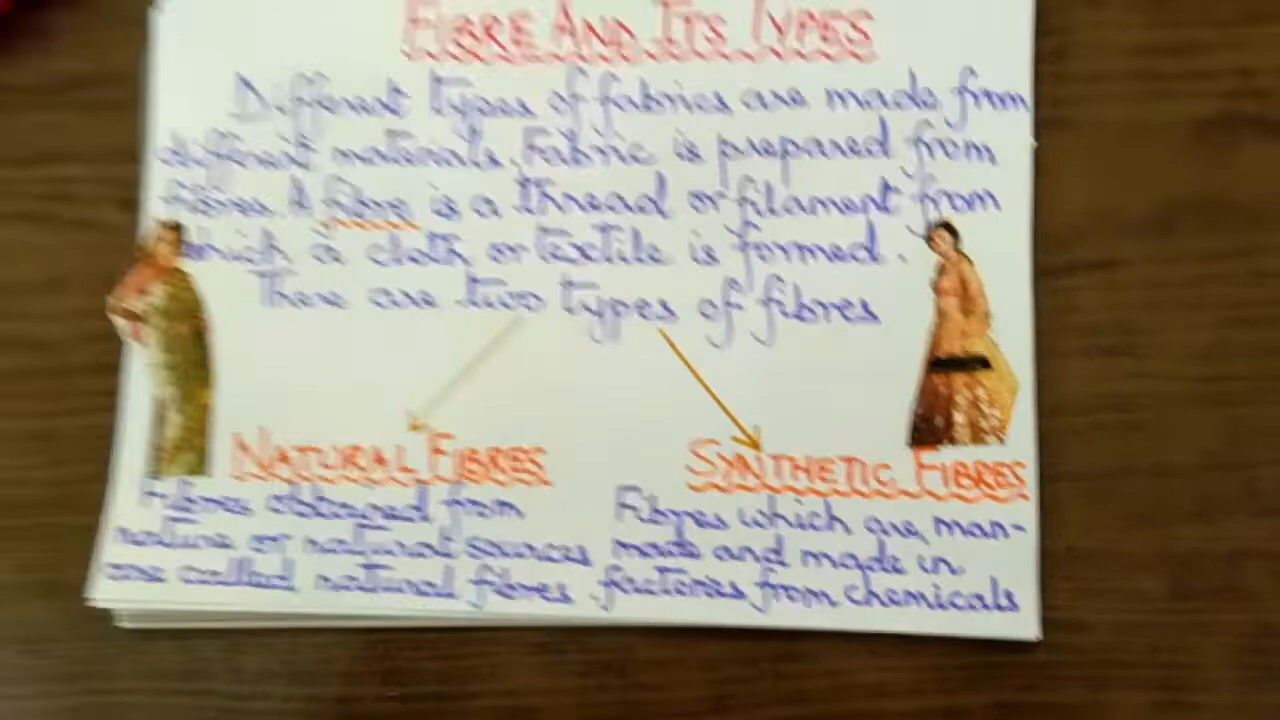 FIBRE AND ITS TYPES
Different types of fabrics are made from
different materials. Fabric is prepared from
fibres. A fibre is a thread or filament from
which a cloth or textile is formed.
There are two types of fibres
NATURAL FIBRES
Fibres obtained from
nature or natural sources
are called natural fibres.
SYNTHETIC FIBRES
Fibres which are man-
made and made in
factories from chemicals